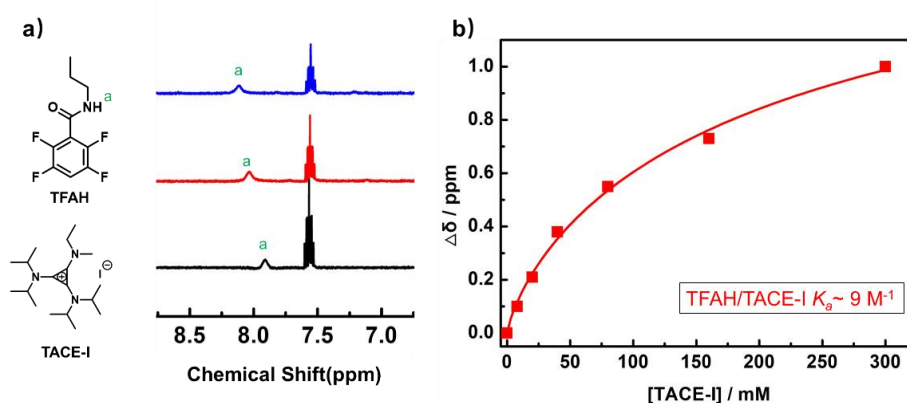 a)
a
O
NH
F
F
F
F
TFAH
N
N
N
I
⊖
+
TACE-I
a
a
a
8.5 8.0 7.5 7.0
Chemical Shift(ppm)
b)
△δ / ppm
1.0
0.8
0.6
0.4
0.2
0.0
TFAH/TACE-I Kₐ~ 9 M⁻¹
0 50 100 150 200 250 300
[TACE-I] / mM